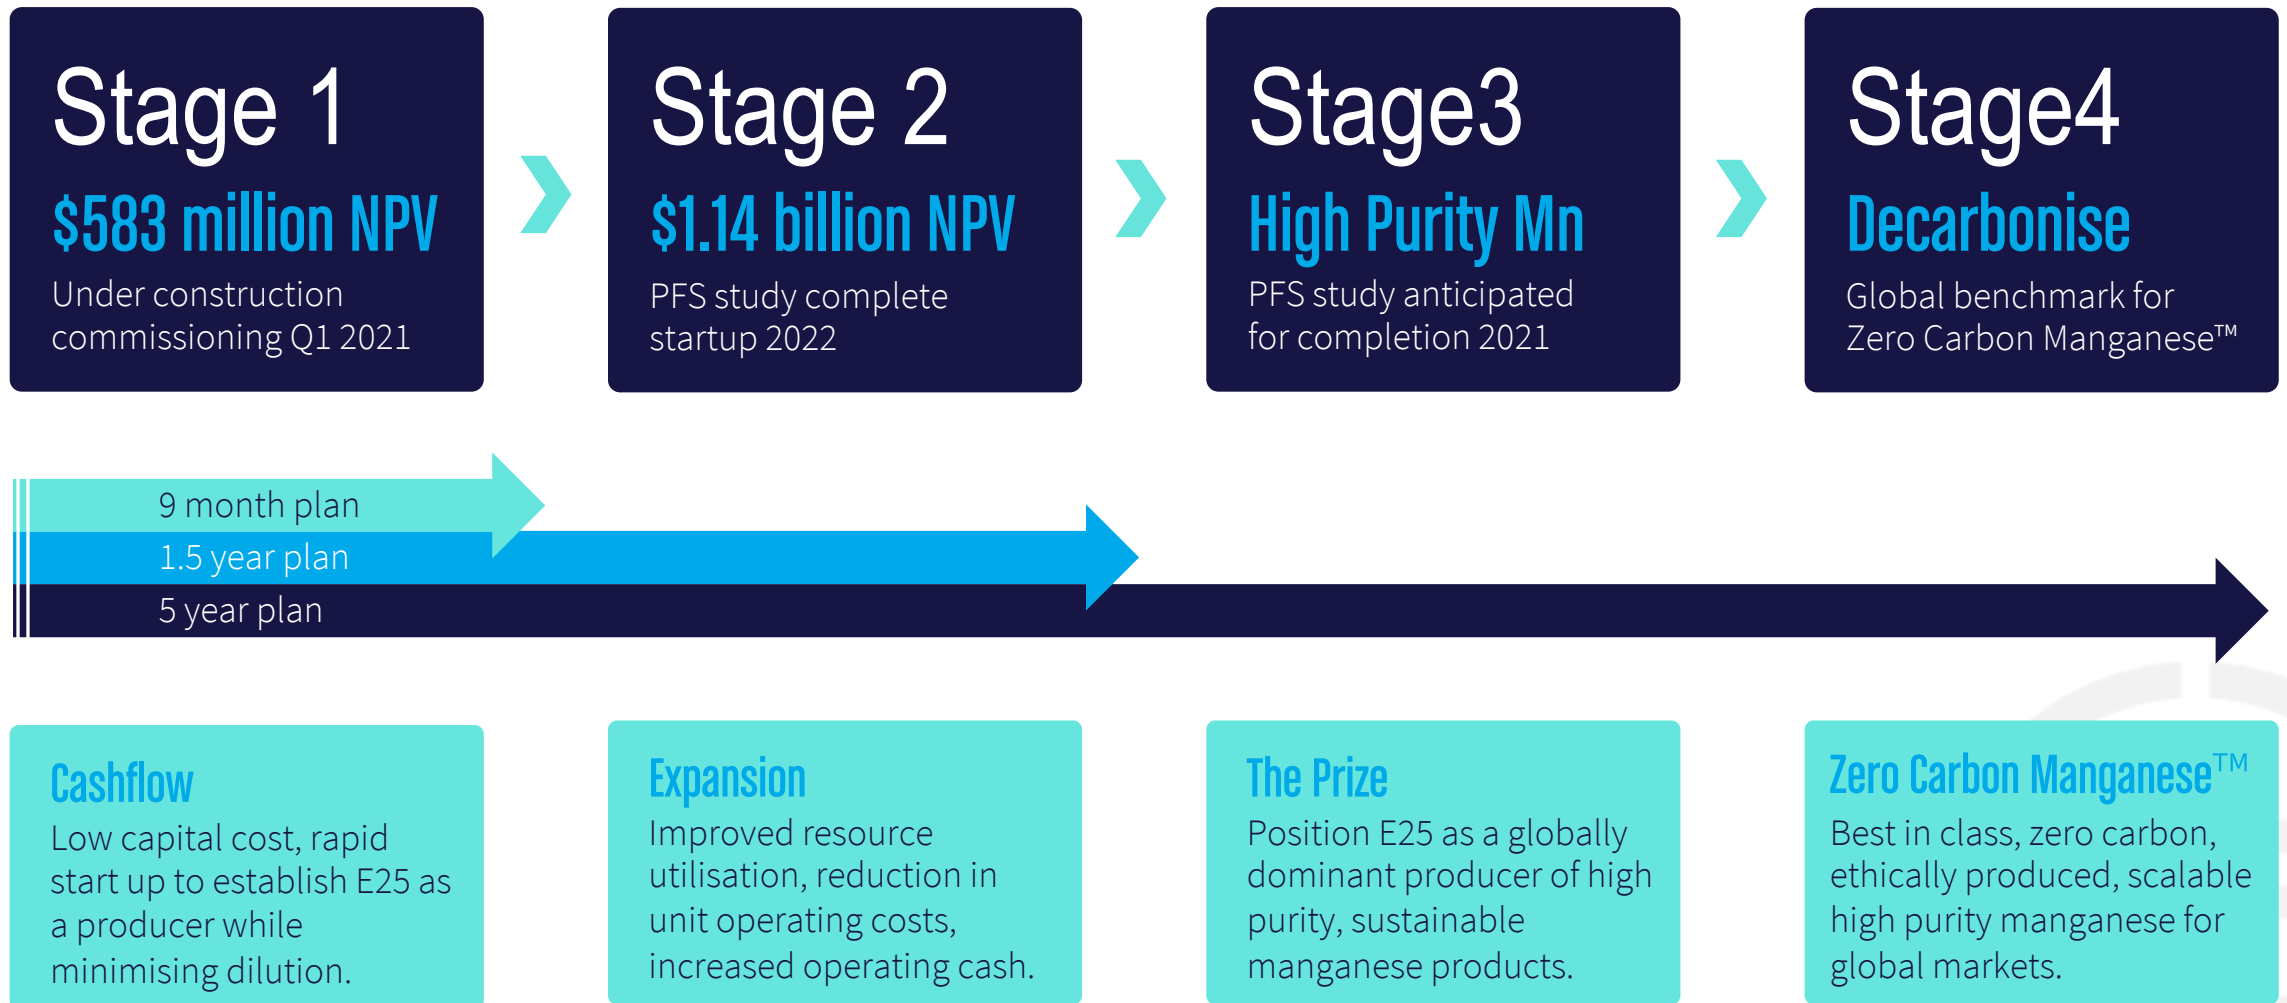 Stage 1
$583 million NPV
Under construction
commissioning Q1 2021
Stage 2
$1.14 billion NPV
PFS study complete
startup 2022
Stage3
High Purity Mn
PFS study anticipated
for completion 2021
Stage4
Decarbonise
Global benchmark for
Zero Carbon Manganese™
9 month plan
1.5 year plan
5 year plan
Cashflow
Low capital cost, rapid
start up to establish E25 as
a producer while
minimising dilution.
Expansion
Improved resource
utilisation, reduction in
unit operating costs,
increased operating cash.
The Prize
Position E25 as a globally
dominant producer of high
purity, sustainable
manganese products.
Zero Carbon Manganese™
Best in class, zero carbon,
ethically produced, scalable
high purity manganese for
global markets.